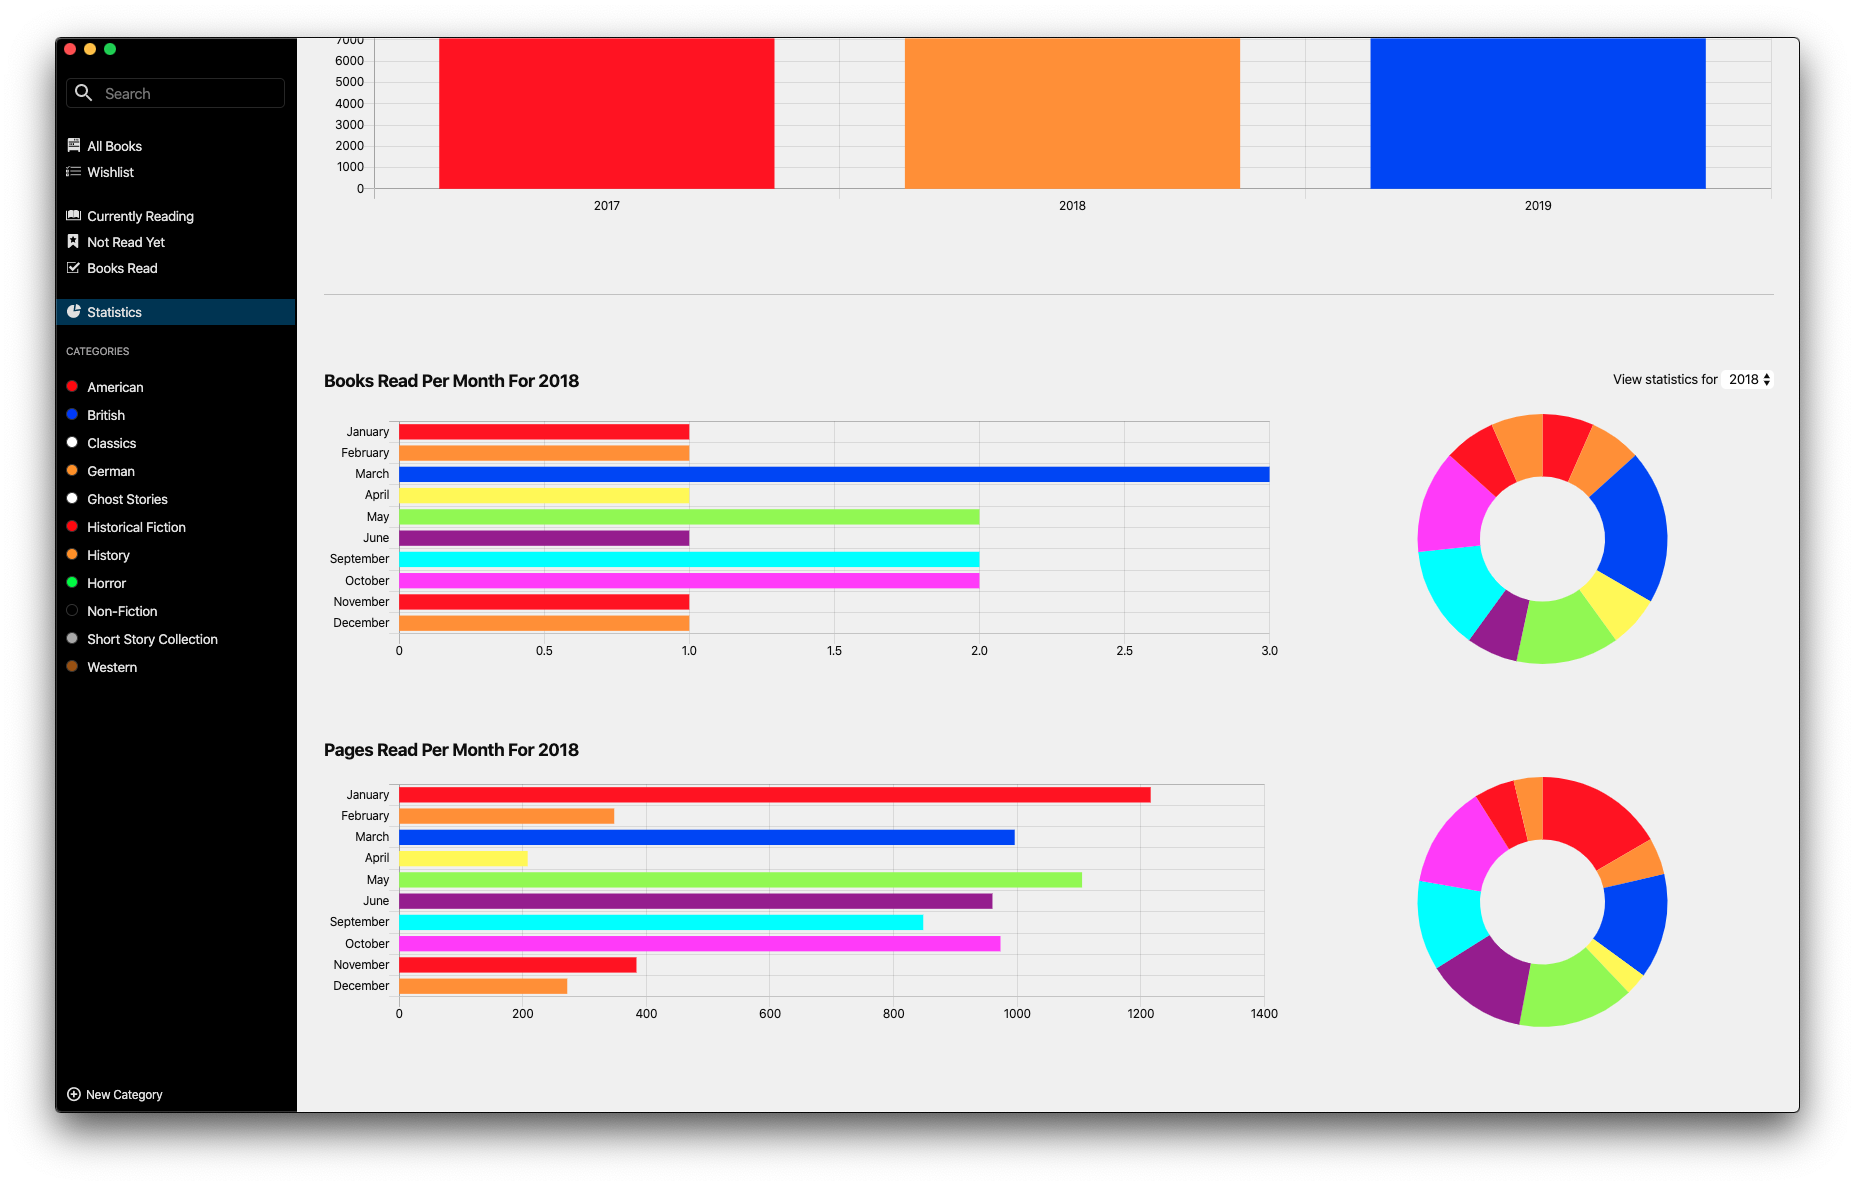 Search
All Books
Wishlist
Currently Reading
Not Read Yet
Books Read
Statistics
CATEGORIES
American
British
Classics
German
Ghost Stories
Historical Fiction
History
Horror
Non-Fiction
Short Story Collection
Western
New Category
7000
6000
5000
4000
3000
2000
1000
0
2017 2018 2019
Books Read Per Month For 2018
View statistics for 2018
January
February
March
April
May
June
September
October
November
December
0 0.5 1.0 1.5 2.0 2.5 3.0
Pages Read Per Month For 2018
January
February
March
April
May
June
September
October
November
December
0 200 400 600 800 1000 1200 1400